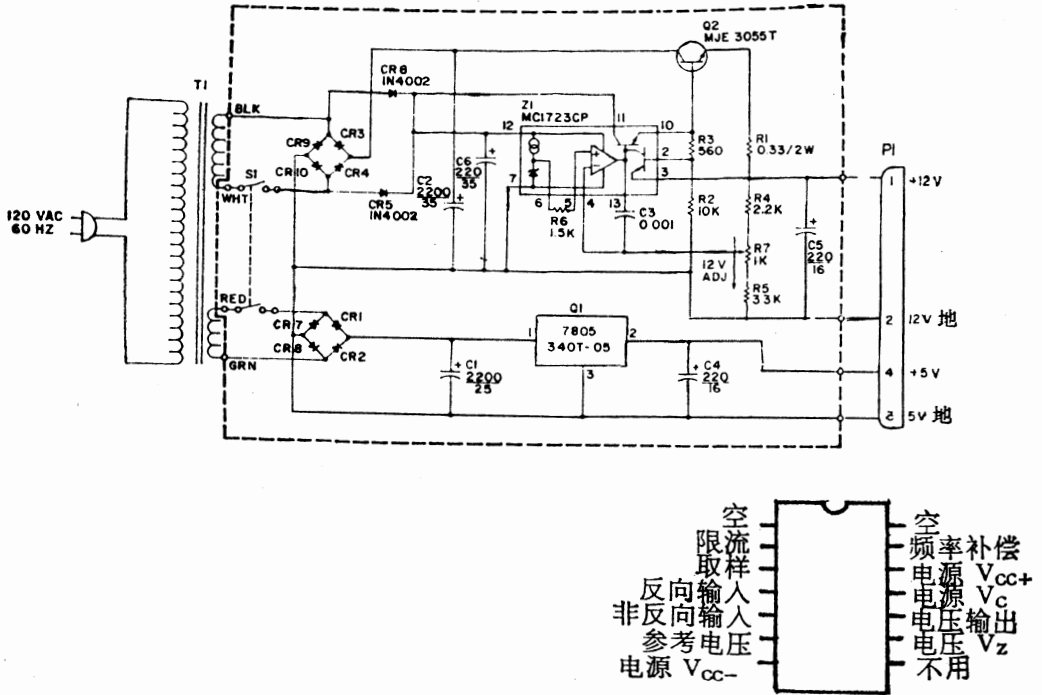 Q2
MJE 3055T
CR8
1N4002
T1
BLK
Z1
MC1723CP
11
12
10
CR9
CR3
R3
560
R1
0.33/2W
P1
CR10
CR4
C6
220
35
+
-
2
3
1
+12V
S1
WHT
C2
2200
35
CR5
1N4002
7
6
5
4
13
R6
1.5K
C3
0.001
R2
10K
R4
2.2K
C5
220
16
120 VAC
60 HZ
12V
ADJ
R7
1K
R5
3.3K
RED
CR7
CR1
Q1
7805
340T-05
1
2
3
2
12V 地
CR8
CR2
GRN
C1
2200
25
C4
220
16
4
+5V
5V 地
空
限流
取样
反向输入
非反向输入
参考电压
电源 VCC-
空
频率补偿
电源 VCC+
电源 VC
电压输出
电压 VZ
不用